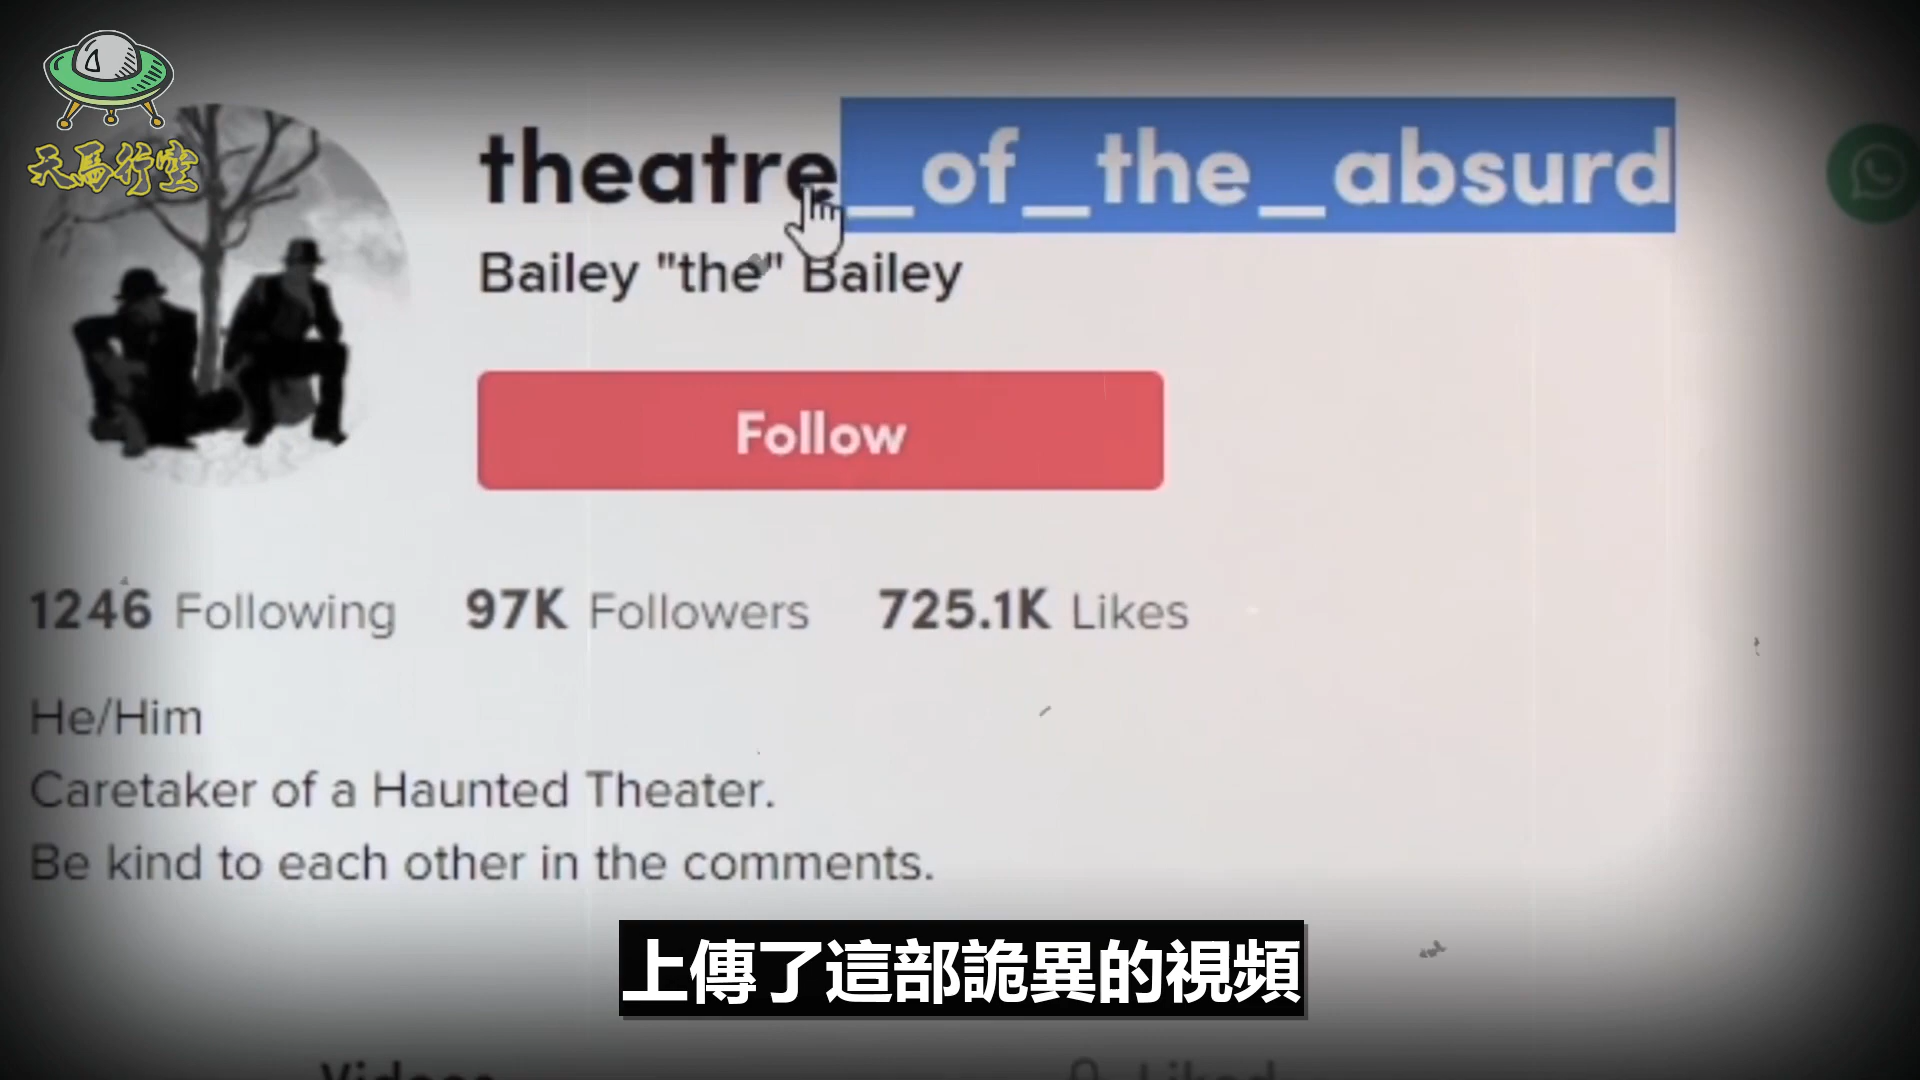 天馬行空
theatre_of_the_absurd
Bailey "the" Bailey
Follow
1246 Following 97K Followers 725.1K Likes
He/Him
Caretaker of a Haunted Theater.
Be kind to each other in the comments.
上傳了這部詭異的視頻
Videos Liked